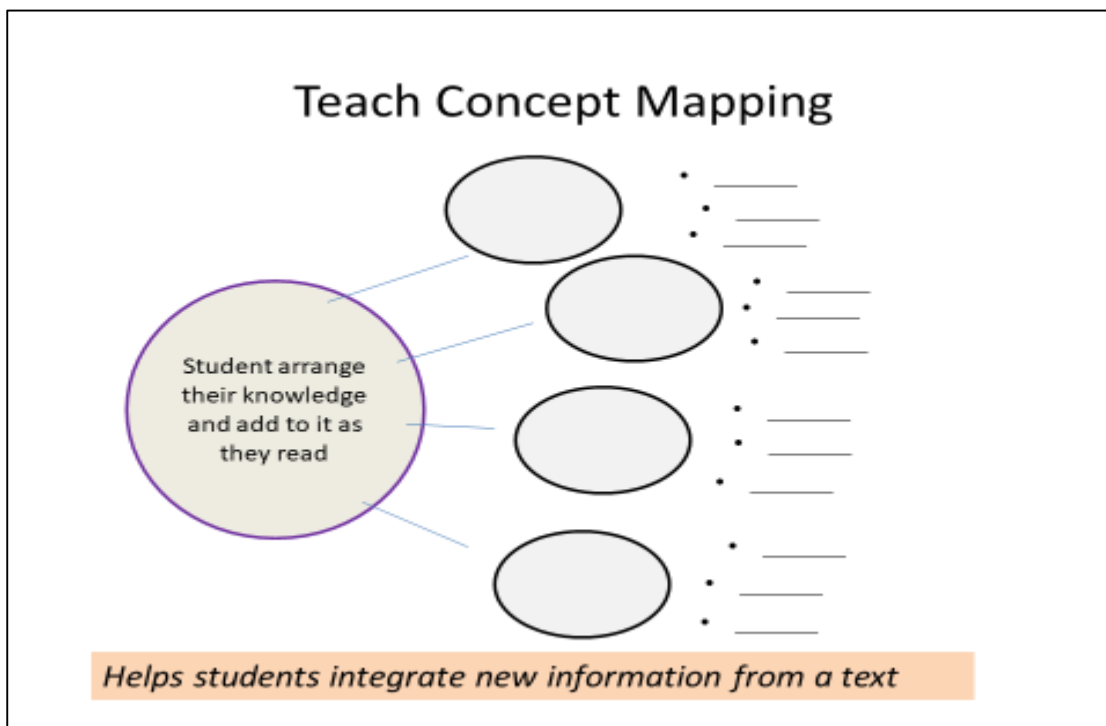 Teach Concept Mapping
Student arrange
their knowledge
and add to it as
they read
Helps students integrate new information from a text